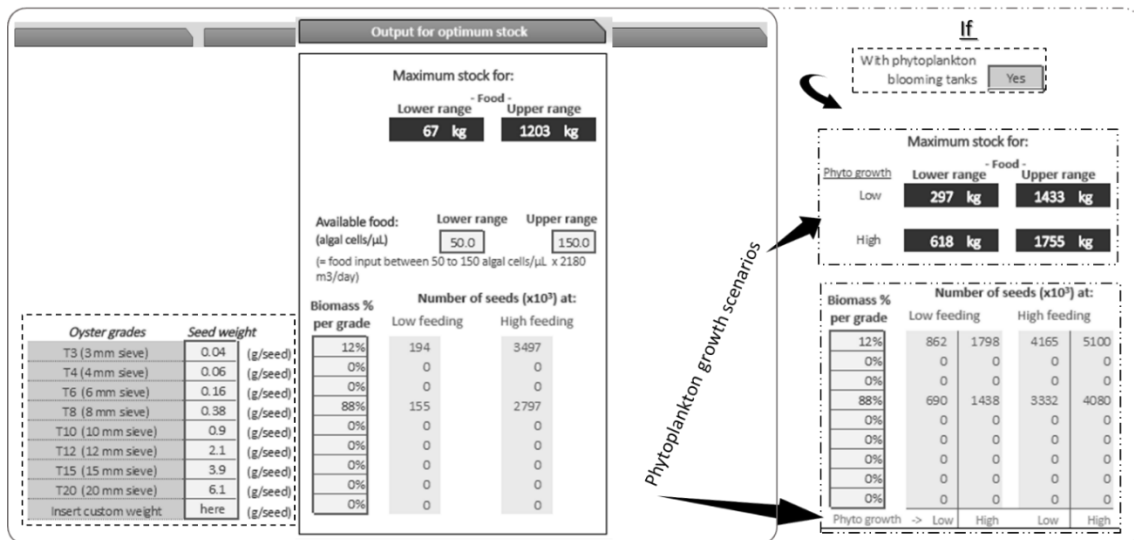 Output for optimum stock
Maximum stock for:
- Food -
Lower range Upper range
67 kg 1203 kg
Available food: Lower range Upper range
(algal cells/µL) 50.0 150.0
(= food input between 50 to 150 algal cells/µL x 2180
m3/day)
Biomass % per grade
Number of seeds (x10³) at:
Low feeding High feeding
Oyster grades Seed weight
T3 (3 mm sieve) 0.04 (g/seed) 12% 194 3497
T4 (4 mm sieve) 0.06 (g/seed) 0% 0 0
T6 (6 mm sieve) 0.16 (g/seed) 0% 0 0
T8 (8 mm sieve) 0.38 (g/seed) 88% 155 2797
T10 (10 mm sieve) 0.9 (g/seed) 0% 0 0
T12 (12 mm sieve) 2.1 (g/seed) 0% 0 0
T15 (15 mm sieve) 3.9 (g/seed) 0% 0 0
T20 (20 mm sieve) 6.1 (g/seed) 0% 0 0
Insert custom weight here (g/seed) 0% 0 0
Phytoplankton growth scenarios
If
With phytoplankton
blooming tanks Yes
Maximum stock for:
- Food -
Phyto growth Lower range Upper range
Low 297 kg 1433 kg
High 618 kg 1755 kg
Biomass % per grade
Number of seeds (x10³) at:
Low feeding High feeding
12% 862 1798 4165 5100
0% 0 0 0 0
0% 0 0 0 0
88% 690 1438 3332 4080
0% 0 0 0 0
0% 0 0 0 0
0% 0 0 0 0
0% 0 0 0 0
0% 0 0 0 0
Phyto growth -> Low High Low High